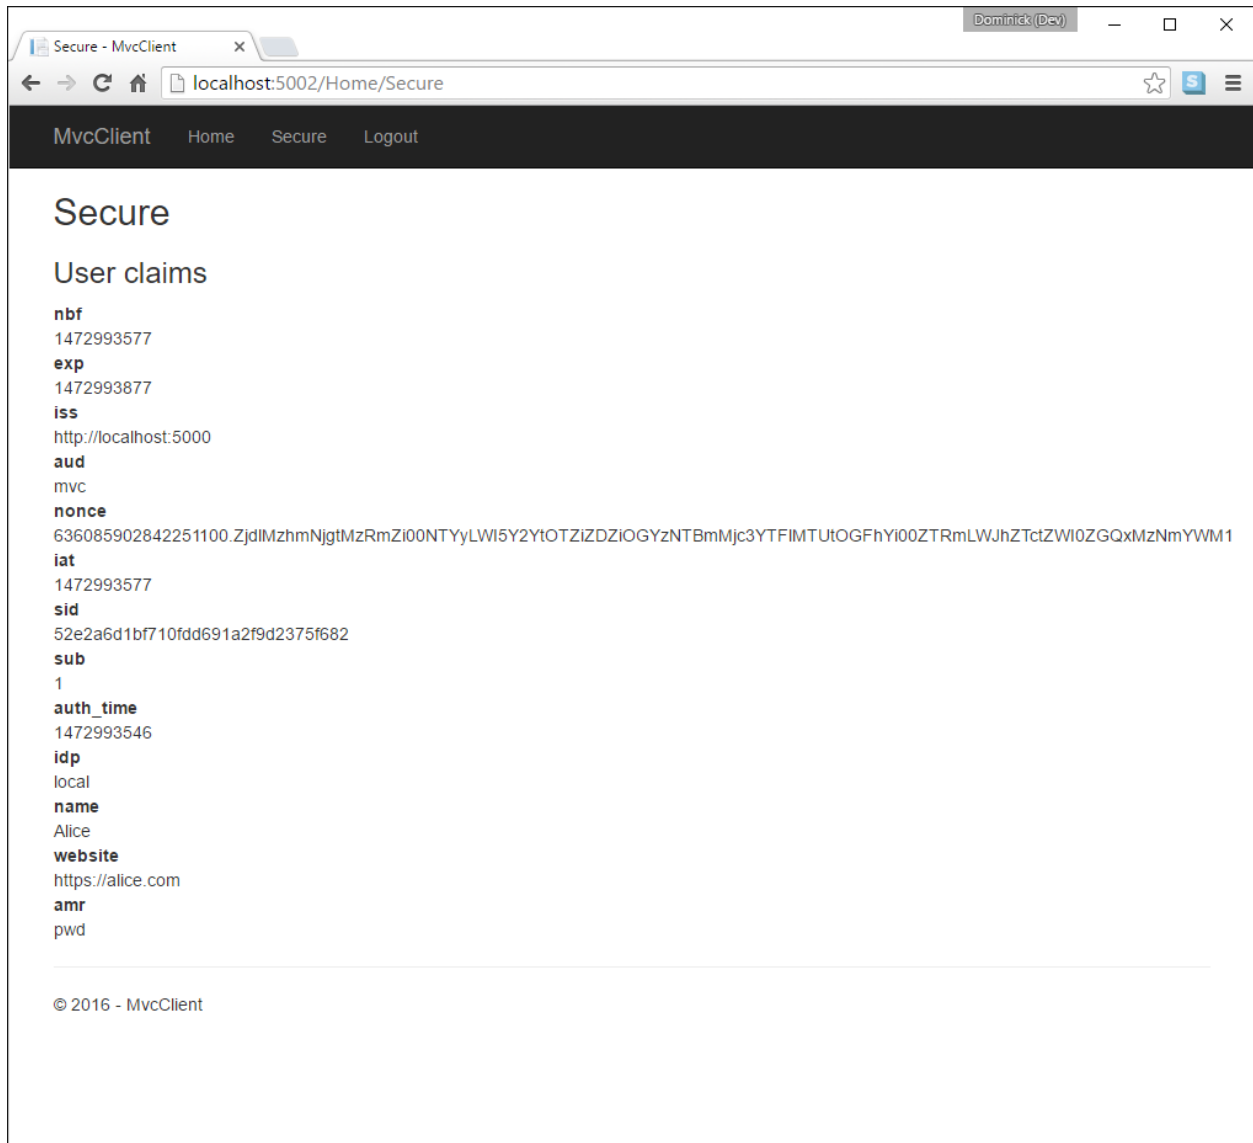 Dominick (Dev)
Secure - MvcClient
localhost:5002/Home/Secure
S
MvcClient Home Secure Logout
Secure
User claims
nbf
1472993577
exp
1472993877
iss
http://localhost:5000
aud
mvc
nonce
636085902842251100.ZjdlMzhmNjgtMzRmZi00NTYyLWI5Y2YtOTZiZDZiOGYzNTBmMjc3YTFlMTUtOGFhYi00ZTRmLWJhZTctZWI0ZGQxMzNmYWM1
iat
1472993577
sid
52e2a6d1bf710fdd691a2f9d2375f682
sub
1
auth_time
1472993546
idp
local
name
Alice
website
https://alice.com
amr
pwd
© 2016 - MvcClient